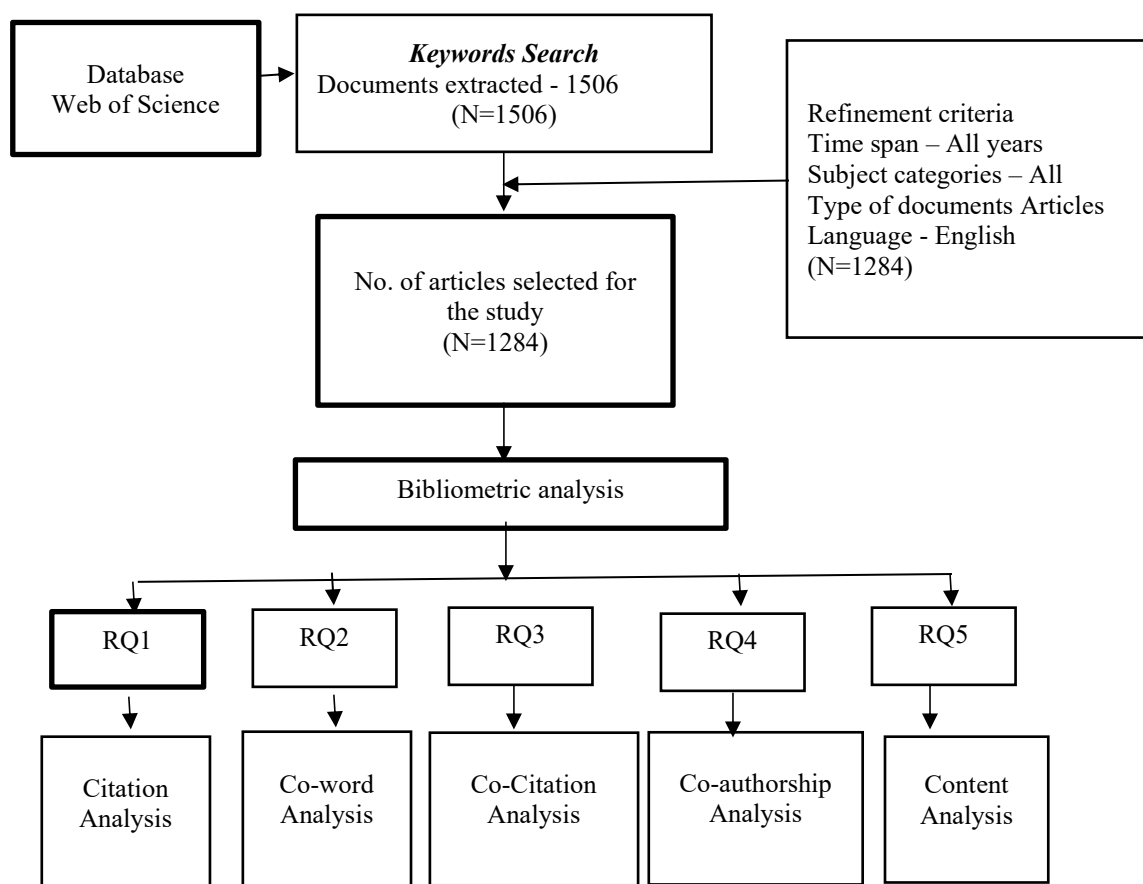 Database
Web of Science
Keywords Search
Documents extracted - 1506
(N=1506)
Refinement criteria
Time span – All years
Subject categories – All
Type of documents Articles
Language - English
(N=1284)
No. of articles selected for
the study
(N=1284)
Bibliometric analysis
RQ1
RQ2
RQ3
RQ4
RQ5
Citation
Analysis
Co-word
Analysis
Co-Citation
Analysis
Co-authorship
Analysis
Content
Analysis